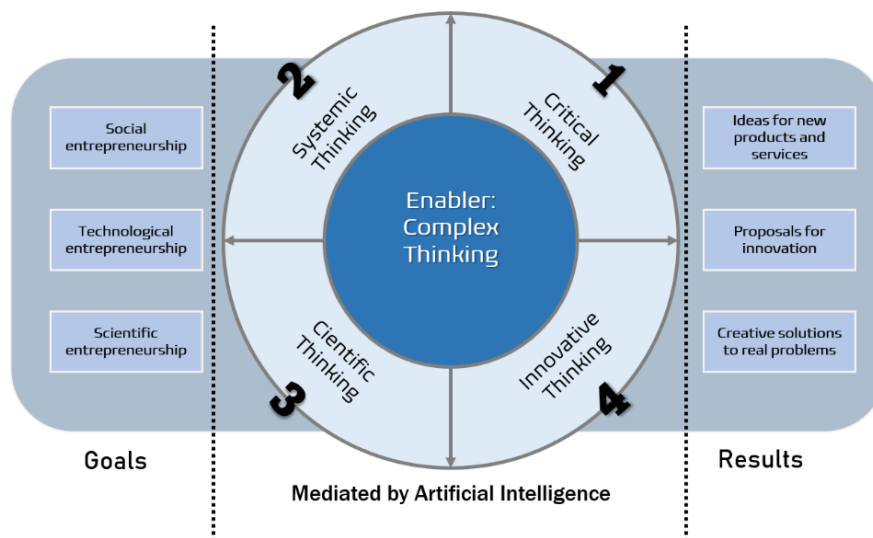 Social
entrepreneurship
Technological
entrepreneurship
Scientific
entrepreneurship
Goals
2
Systemic
Thinking
1
Critical
Thinking
Enabler:
Complex
Thinking
3
Cientific
Thinking
4
Innovative
Thinking
Mediated by Artificial Intelligence
Ideas for new
products and
services
Proposals for
innovation
Creative solutions
to real problems
Results